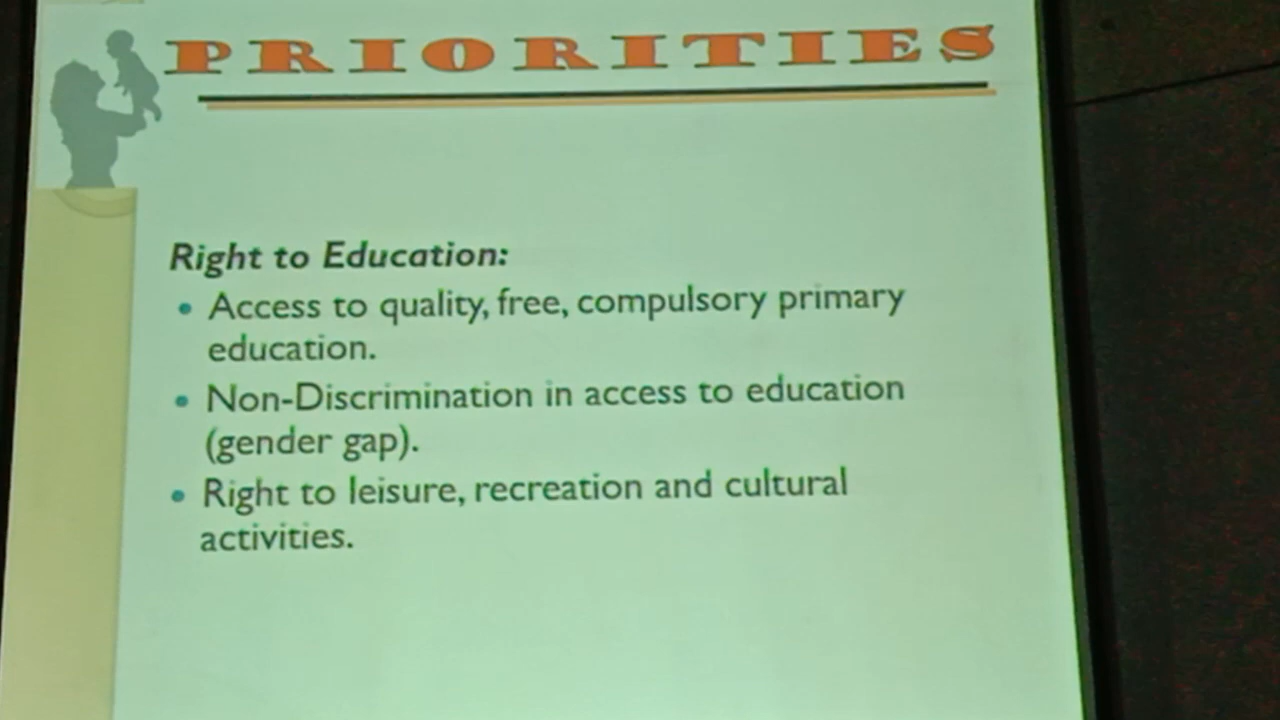 PRIORITIES
Right to Education:
• Access to quality, free, compulsory primary
education.
• Non-Discrimination in access to education
(gender gap).
• Right to leisure, recreation and cultural
activities.